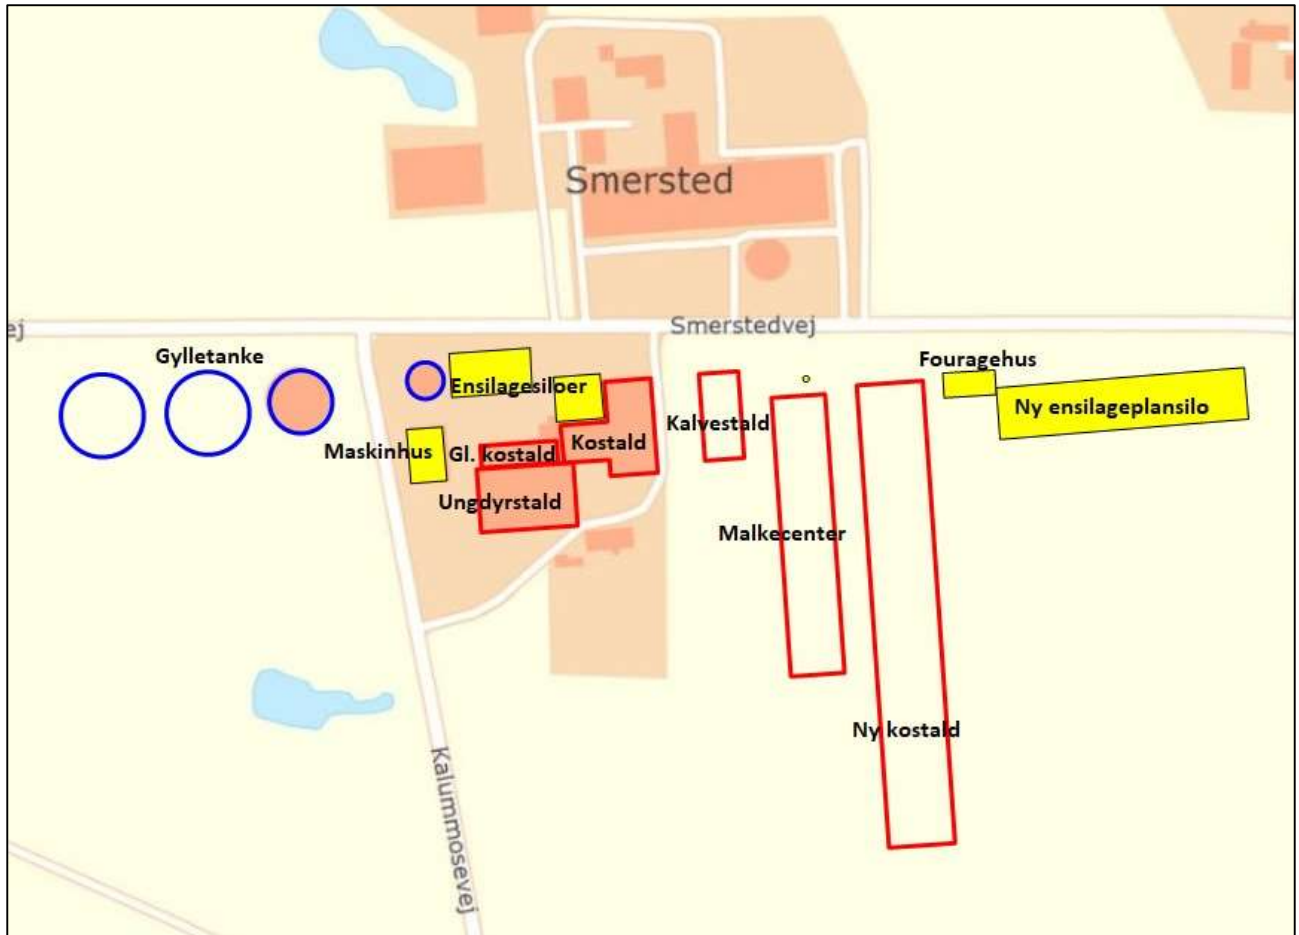 Smersted
ej
Smerstedvej
Gylletanke
Fouragehus
Ensilagesiloer
Ny ensilageplansilo
Kalvestald
Maskinhus
Gl. kostald
Kostald
Ungdyrstald
Malkecenter
Ny kostald
Kalummosevej